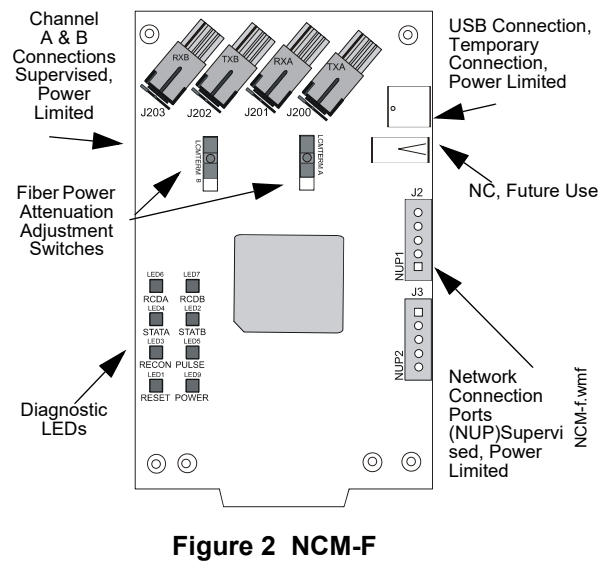 Channel
A & B
Connections
Supervised,
Power
Limited
USB Connection,
Temporary
Connection,
Power Limited
RXB
TXB
RXA
TXA
J203
J202
J201
J200
LCMTERM B
LCMTERM A
NC, Future Use
Fiber Power
Attenuation
Adjustment
Switches
J2
NUP1
J3
NUP2
LED6
LED7
RCDA
RCDB
LED4
LED2
STATA
STATB
LED3
LED5
RECON
PULSE
LED1
LED9
RESET
POWER
Diagnostic
LEDs
Network
Connection
Ports
(NUP)Supervi
sed, Power
Limited
NCM-f.wmf
Figure 2 NCM-F